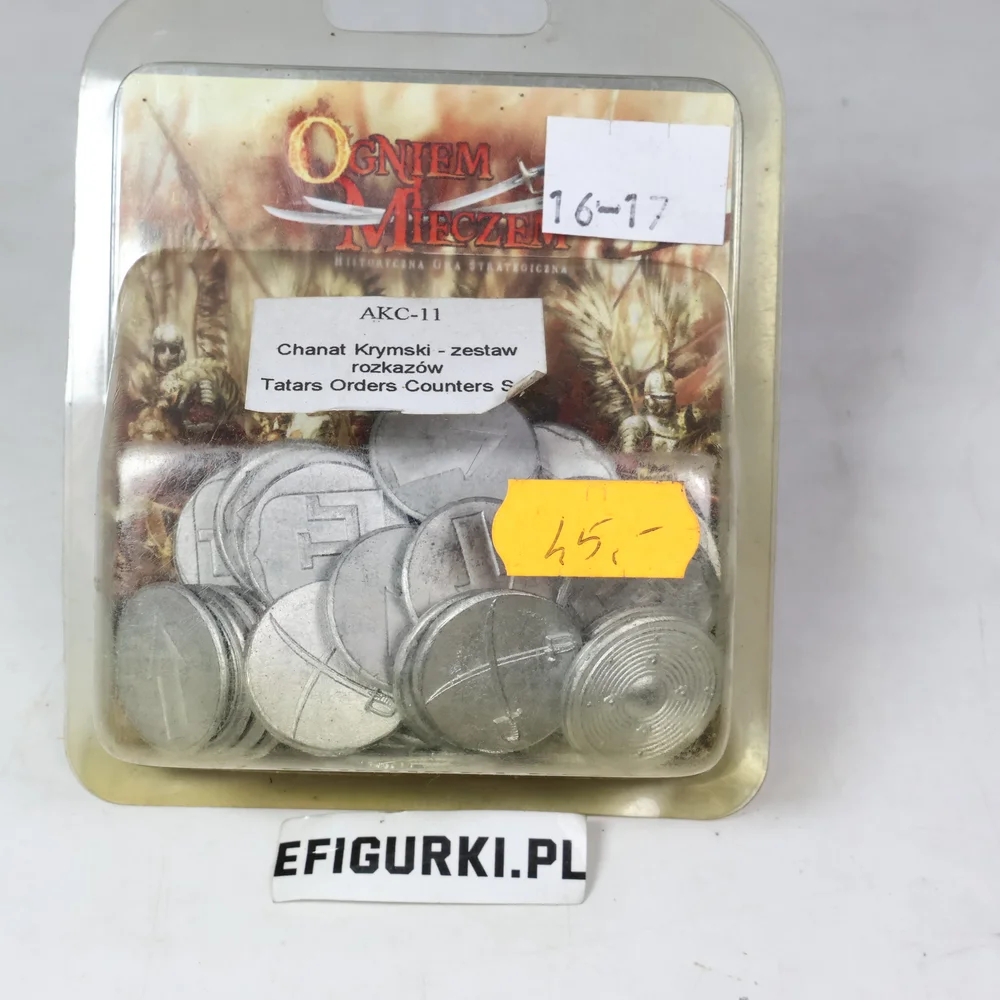 OGNIEM
16-17
MIECZEM
HISTORYCZNA GRA STRATEGICZNA
AKC-11
Chanat Krymski - zestaw
rozkazów
Tatars Orders Counters
45,-
EFIGURKI.PL